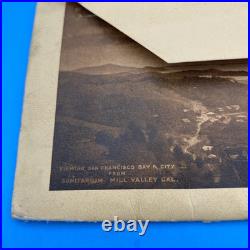 VIEWING SAN FRANCISCO BAY & CITY
FROM
SANITARIUM. MILL VALLEY CAL.